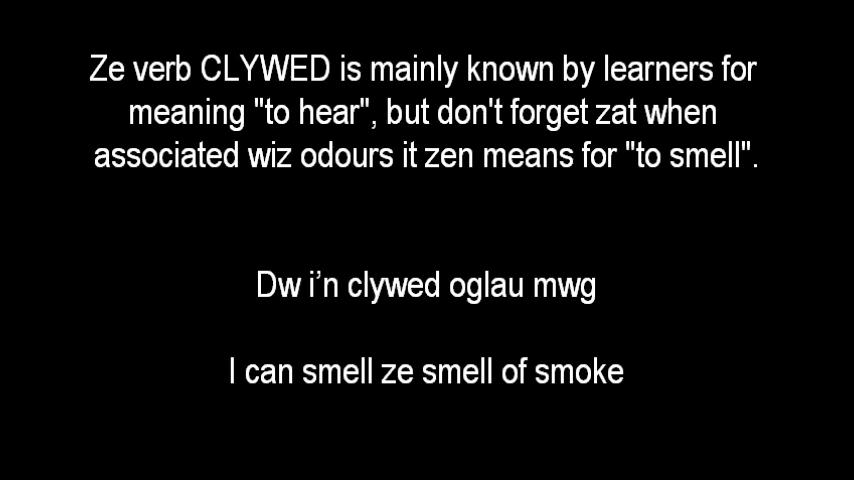 Ze verb CLYWED is mainly known by learners for
meaning "to hear", but don't forget zat when
associated wiz odours it zen means for "to smell".
Dw i’n clywed oglau mwg
I can smell ze smell of smoke